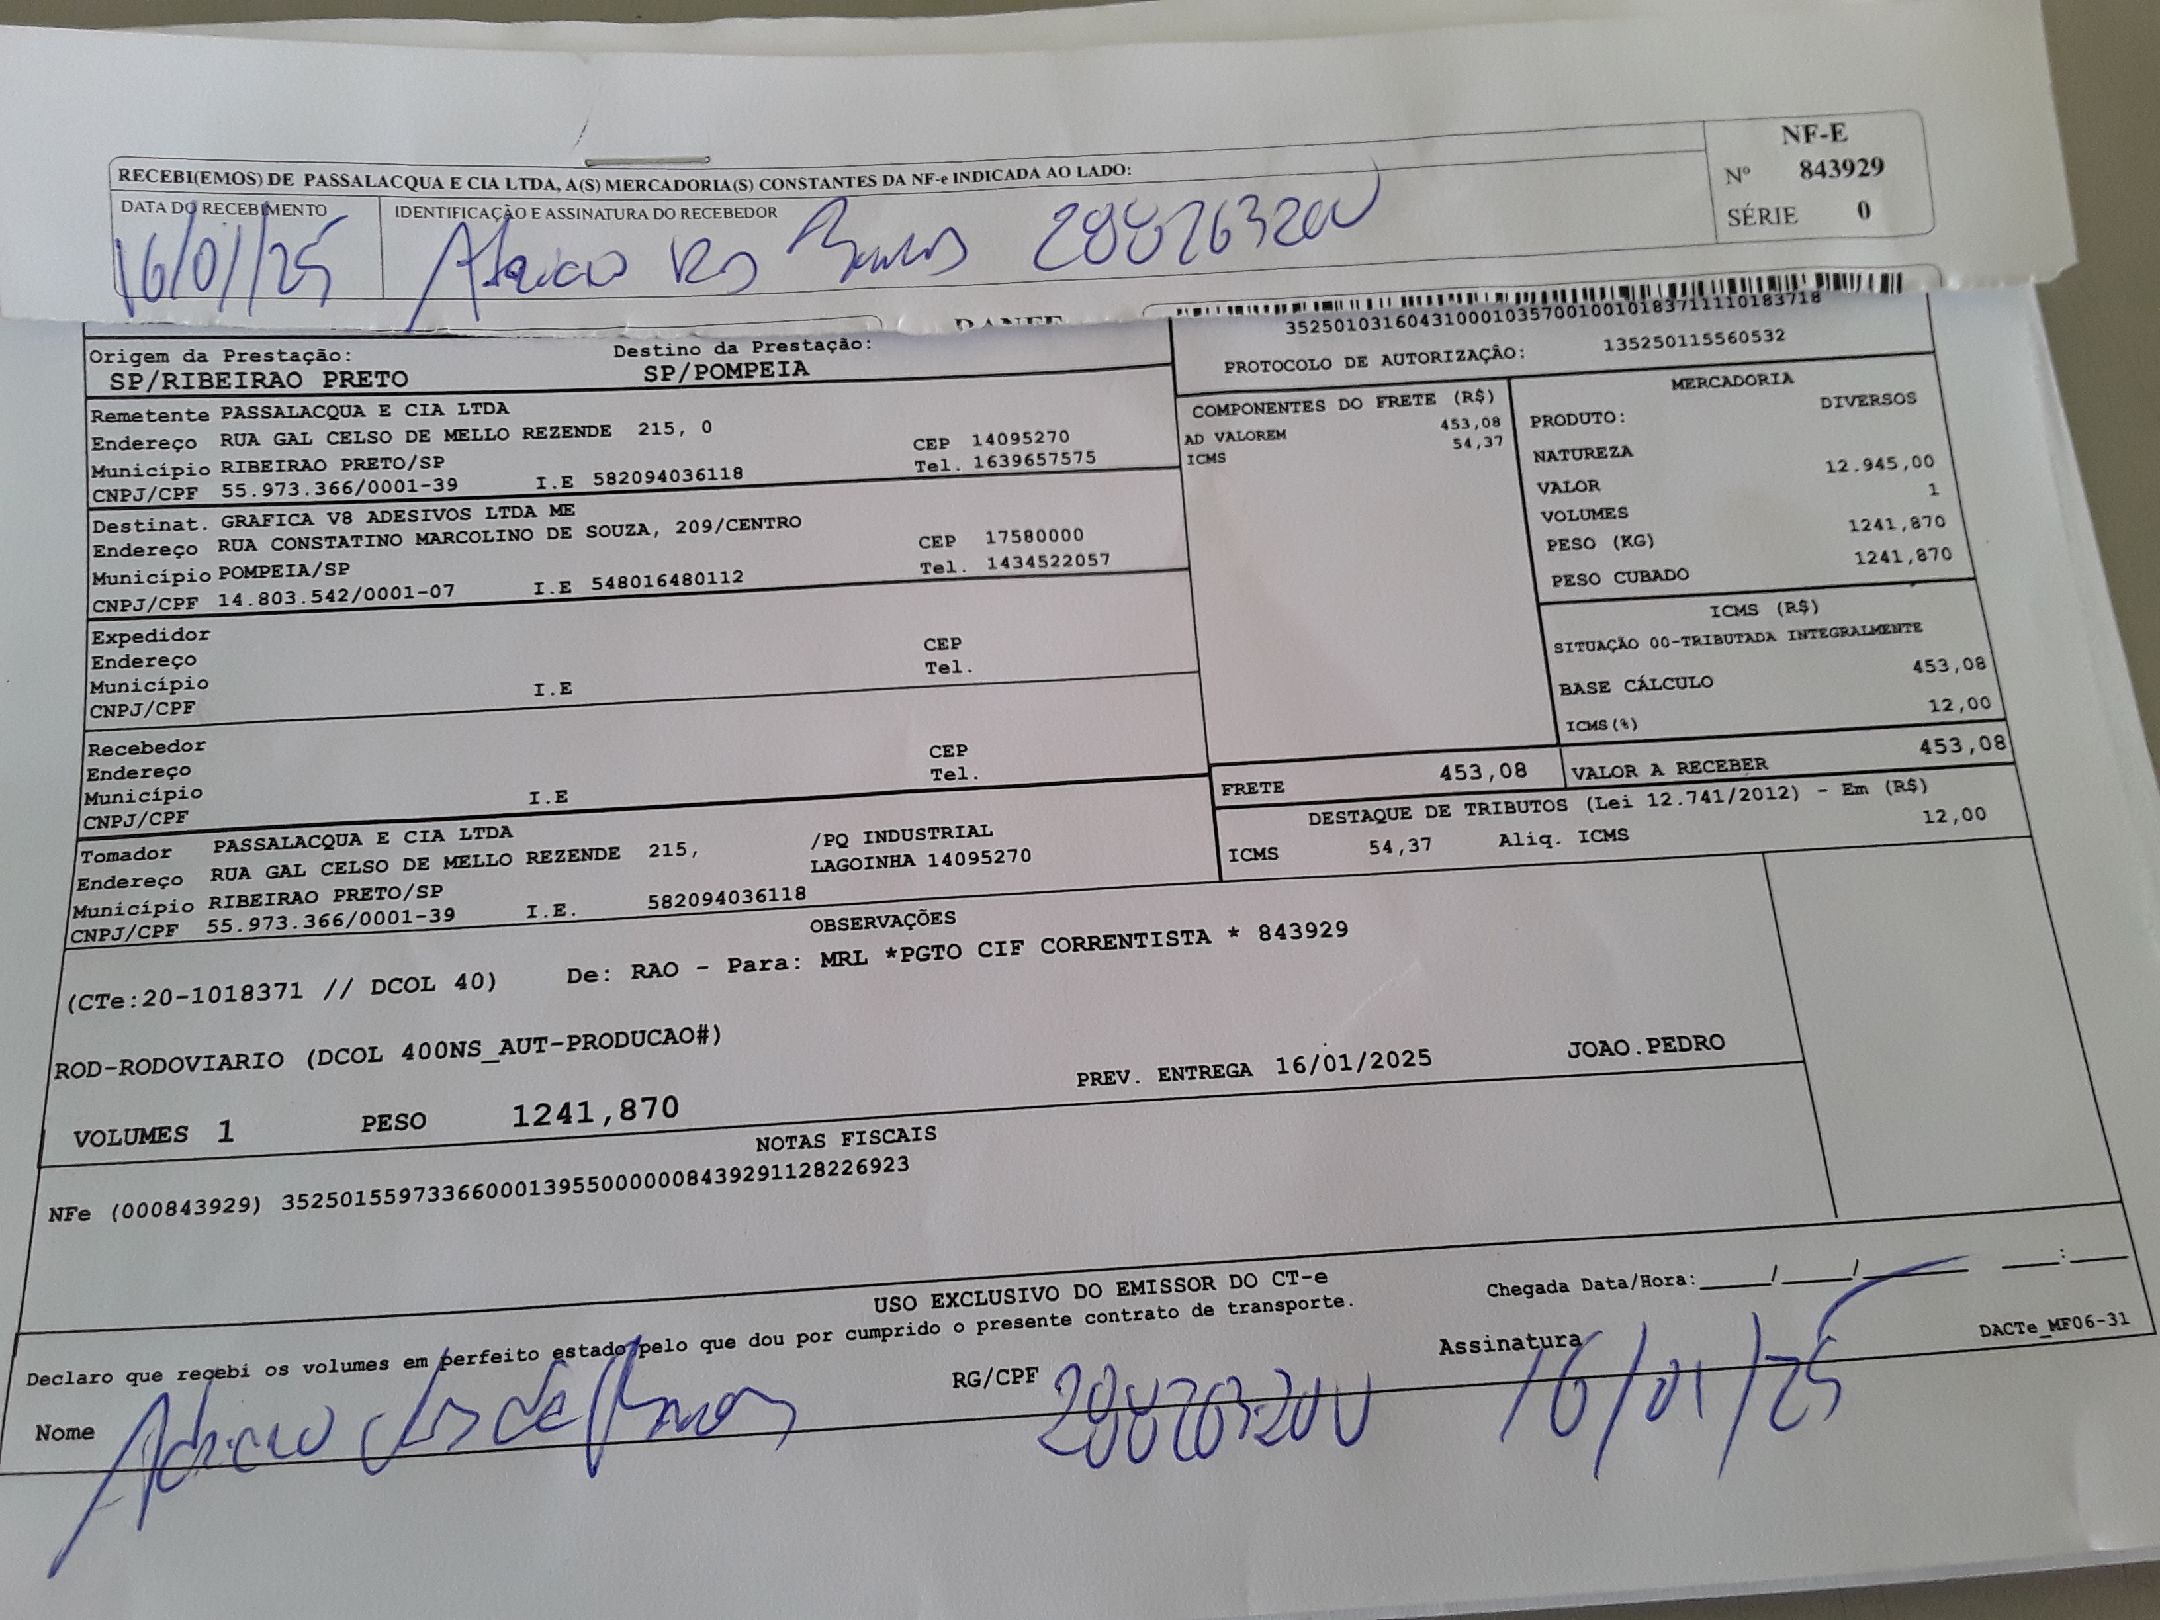 RECEBI(EMOS) DE PASSALACQUA E CIA LTDA, A(S) MERCADORIA(S) CONSTANTES DA NF-e INDICADA AO LADO:
NF-E
Nº 843929
SÉRIE 0
DATA DO RECEBIMENTO
IDENTIFICAÇÃO E ASSINATURA DO RECEBEDOR
16/01/25
DANFE
35250103160431000103570010010183711110183718
PROTOCOLO DE AUTORIZAÇÃO: 135250115560532
Origem da Prestação: Destino da Prestação:
SP/RIBEIRAO PRETO SP/POMPEIA
Remetente PASSALACQUA E CIA LTDA
Endereço RUA GAL CELSO DE MELLO REZENDE 215, 0 CEP 14095270
Município RIBEIRAO PRETO/SP Tel. 1639657575
CNPJ/CPF 55.973.366/0001-39 I.E 582094036118
Destinat. GRAFICA V8 ADESIVOS LTDA ME
Endereço RUA CONSTATINO MARCOLINO DE SOUZA, 209/CENTRO CEP 17580000
Município POMPEIA/SP Tel. 1434522057
CNPJ/CPF 14.803.542/0001-07 I.E 548016480112
Expedidor
Endereço CEP
Município Tel.
CNPJ/CPF I.E
Recebedor
Endereço CEP
Município Tel.
CNPJ/CPF I.E
Tomador PASSALACQUA E CIA LTDA /PQ INDUSTRIAL
Endereço RUA GAL CELSO DE MELLO REZENDE 215, LAGOINHA 14095270
Município RIBEIRAO PRETO/SP
CNPJ/CPF 55.973.366/0001-39 I.E. 582094036118
COMPONENTES DO FRETE (R$)
AD VALOREM 453,08
ICMS 54,37
MERCADORIA
PRODUTO: DIVERSOS
NATUREZA
VALOR 12.945,00
VOLUMES 1
PESO (KG) 1241,870
PESO CUBADO 1241,870
ICMS (R$)
SITUAÇÃO 00-TRIBUTADA INTEGRALMENTE
BASE CÁLCULO 453,08
ICMS(%) 12,00
FRETE 453,08 VALOR A RECEBER 453,08
DESTAQUE DE TRIBUTOS (Lei 12.741/2012) - Em (R$)
ICMS 54,37 Aliq. ICMS 12,00
OBSERVAÇÕES
(CTe:20-1018371 // DCOL 40) De: RAO - Para: MRL *PGTO CIF CORRENTISTA * 843929
ROD-RODOVIARIO (DCOL 400NS_AUT-PRODUCAO#)
PREV. ENTREGA 16/01/2025 JOAO.PEDRO
VOLUMES 1 PESO 1241,870
NOTAS FISCAIS
NFe (000843929) 35250155973366000139550000008439291128226923
USO EXCLUSIVO DO EMISSOR DO CT-e
Chegada Data/Hora:____/____/______ ___:___
Declaro que recebi os volumes em perfeito estado pelo que dou por cumprido o presente contrato de transporte.
DACTe_MF06-31
Nome RG/CPF Assinatura
16/01/25